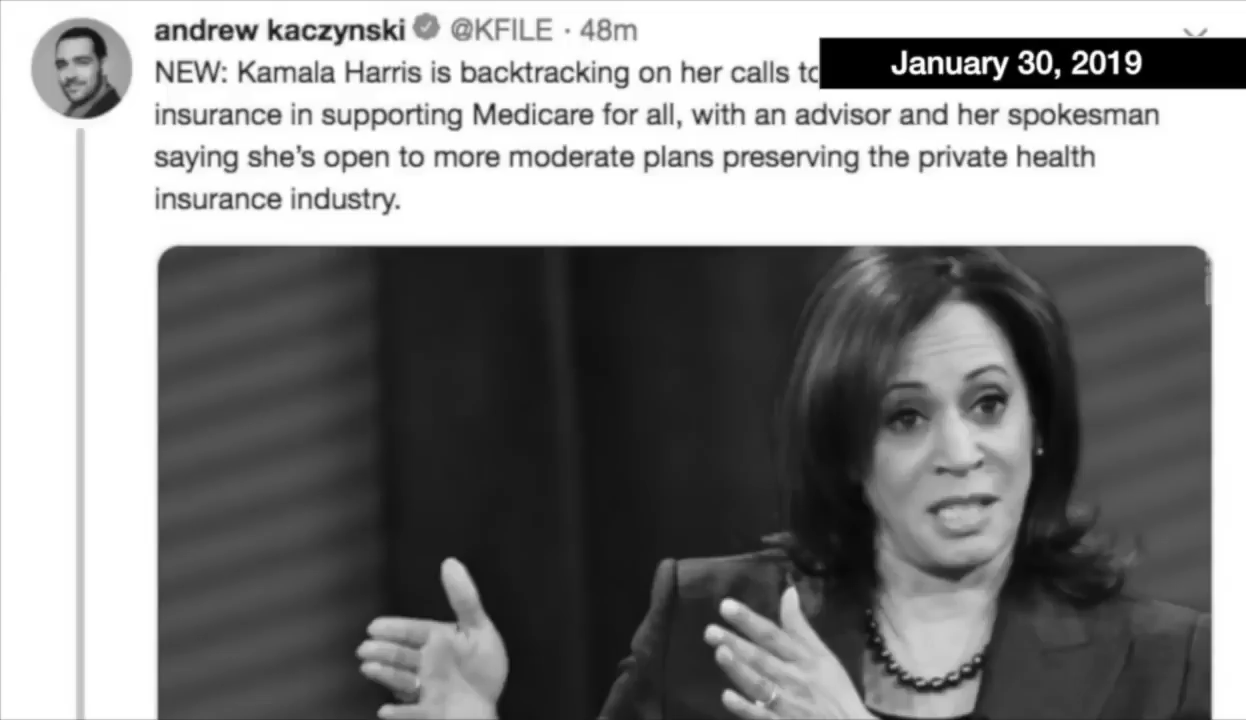 andrew kaczynski @KFILE · 48m
NEW: Kamala Harris is backtracking on her calls to
January 30, 2019
insurance in supporting Medicare for all, with an advisor and her spokesman
saying she's open to more moderate plans preserving the private health
insurance industry.